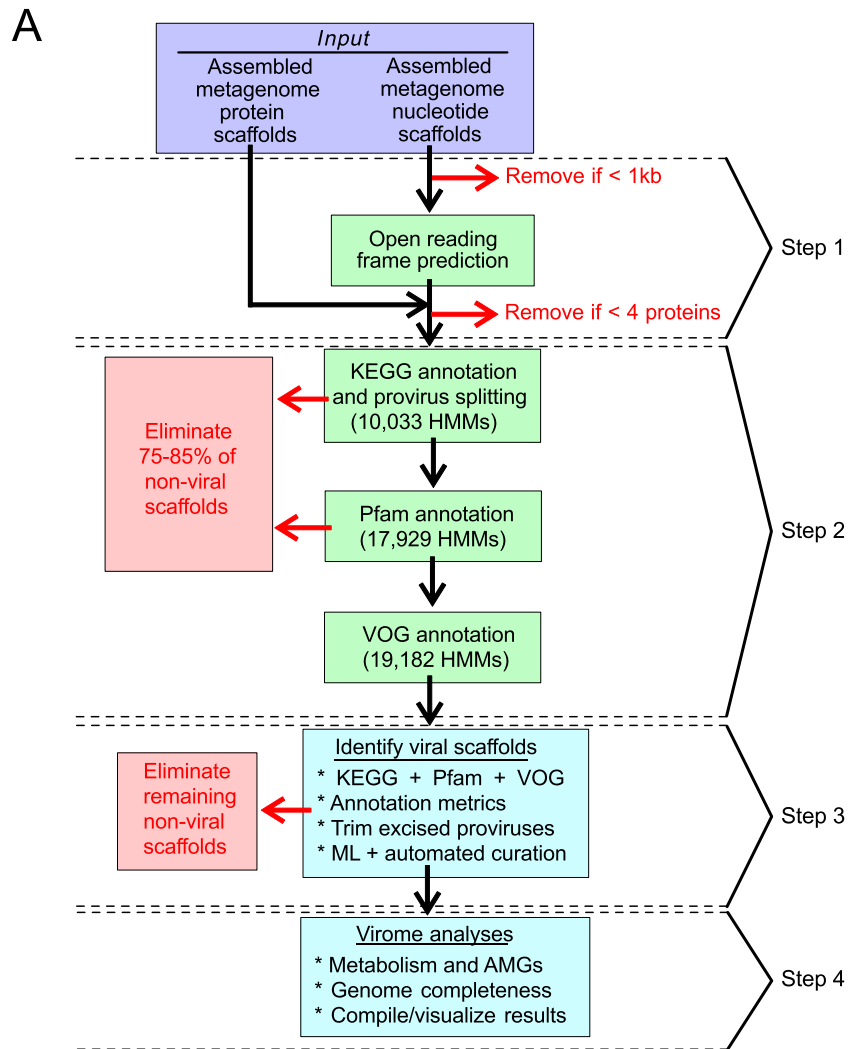 A
Input
Assembled
metagenome
protein
scaffolds
Assembled
metagenome
nucleotide
scaffolds
Remove if < 1kb
Open reading
frame prediction
Step 1
Remove if < 4 proteins
KEGG annotation
and provirus splitting
(10,033 HMMs)
Eliminate
75-85% of
non-viral
scaffolds
Pfam annotation
(17,929 HMMs)
Step 2
VOG annotation
(19,182 HMMs)
Identify viral scaffolds
* KEGG + Pfam + VOG
* Annotation metrics
* Trim excised proviruses
* ML + automated curation
Eliminate
remaining
non-viral
scaffolds
Step 3
Virome analyses
* Metabolism and AMGs
* Genome completeness
* Compile/visualize results
Step 4